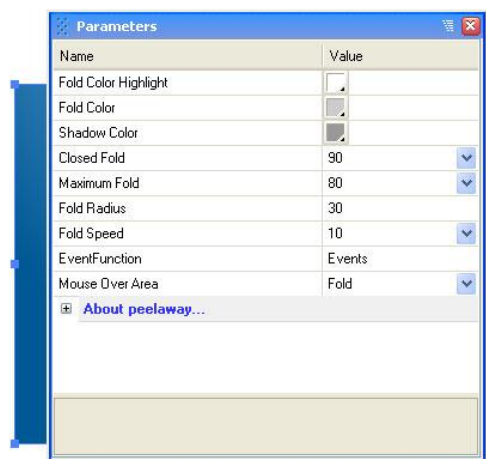 Parameters
Name Value
Fold Color Highlight
Fold Color
Shadow Color
Closed Fold 90
Maximum Fold 80
Fold Radius 30
Fold Speed 10
EventFunction Events
Mouse Over Area Fold
About peelaway...